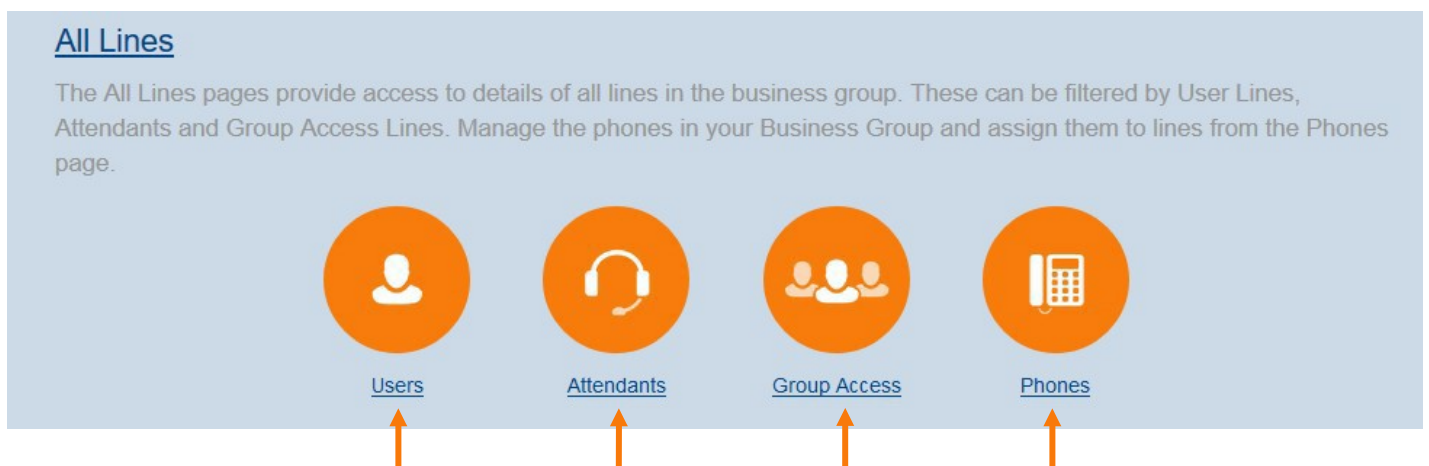 All Lines
The All Lines pages provide access to details of all lines in the business group. These can be filtered by User Lines,
Attendants and Group Access Lines. Manage the phones in your Business Group and assign them to lines from the Phones
page.
Users Attendants Group Access Phones